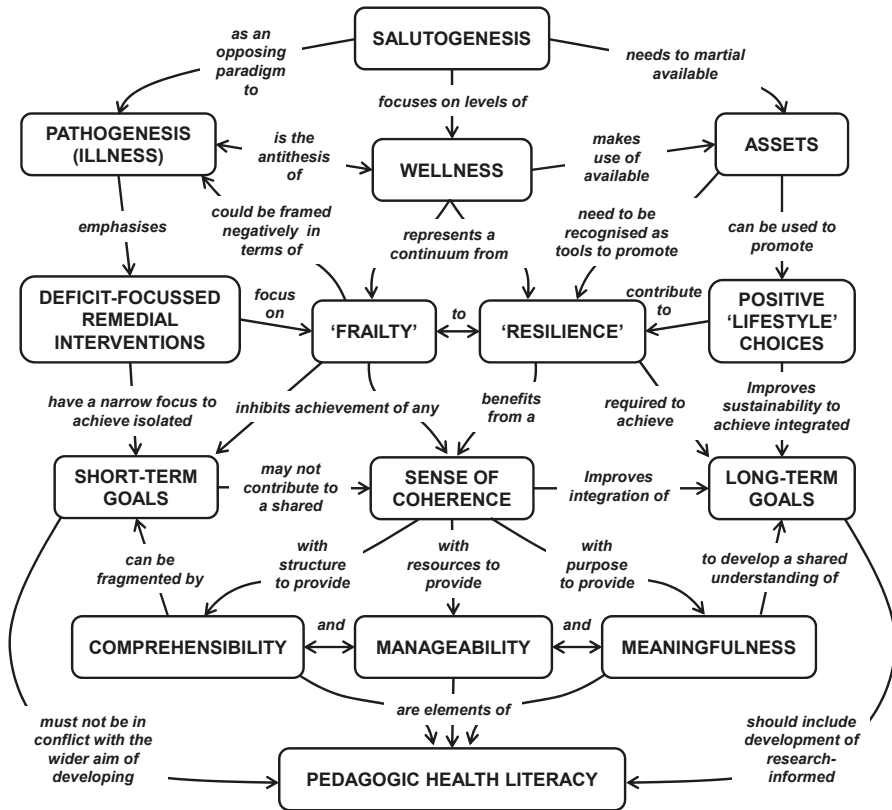 SALUTOGENESIS
as an
opposing
paradigm
to
needs to martial
available
focuses on levels of
PATHOGENESIS
(ILLNESS)
is the
antithesis
of
WELLNESS
makes
use of
available
ASSETS
emphasises
could be framed
negatively in
terms of
represents a
continuum from
need to be
recognised as
tools to promote
can be used to
promote
DEFICIT-FOCUSSED
REMEDIAL
INTERVENTIONS
focus
on
‘FRAILTY’
to
‘RESILIENCE’
contribute
to
POSITIVE
‘LIFESTYLE’
CHOICES
have a narrow focus to
achieve isolated
inhibits achievement of any
benefits
from a
required to
achieve
Improves
sustainability to
achieve integrated
SHORT-TERM
GOALS
may not
contribute to
a shared
SENSE OF
COHERENCE
Improves
integration of
LONG-TERM
GOALS
can be
fragmented by
with
structure
to provide
with
resources to
provide
with
purpose
to provide
to develop a shared
understanding of
COMPREHENSIBILITY
and
MANAGEABILITY
and
MEANINGFULNESS
must not be in
conflict with the
wider aim of
developing
are elements of
should include
development of
research-
informed
PEDAGOGIC HEALTH LITERACY